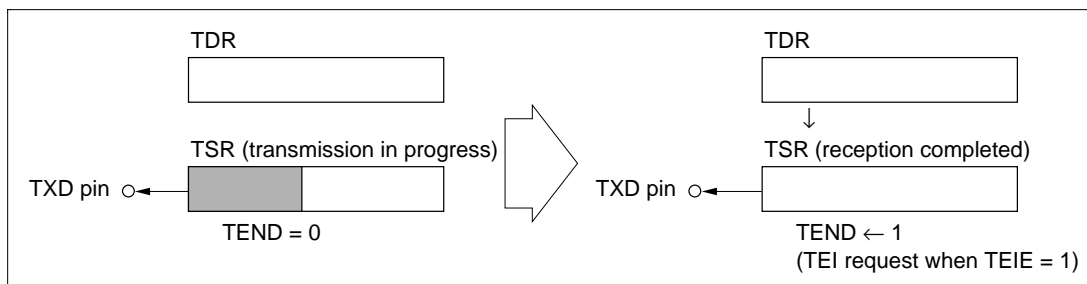 TDR
TSR (transmission in progress)
TXD pin
TEND = 0
TDR
↓
TSR (reception completed)
TXD pin
TEND ← 1
(TEI request when TEIE = 1)